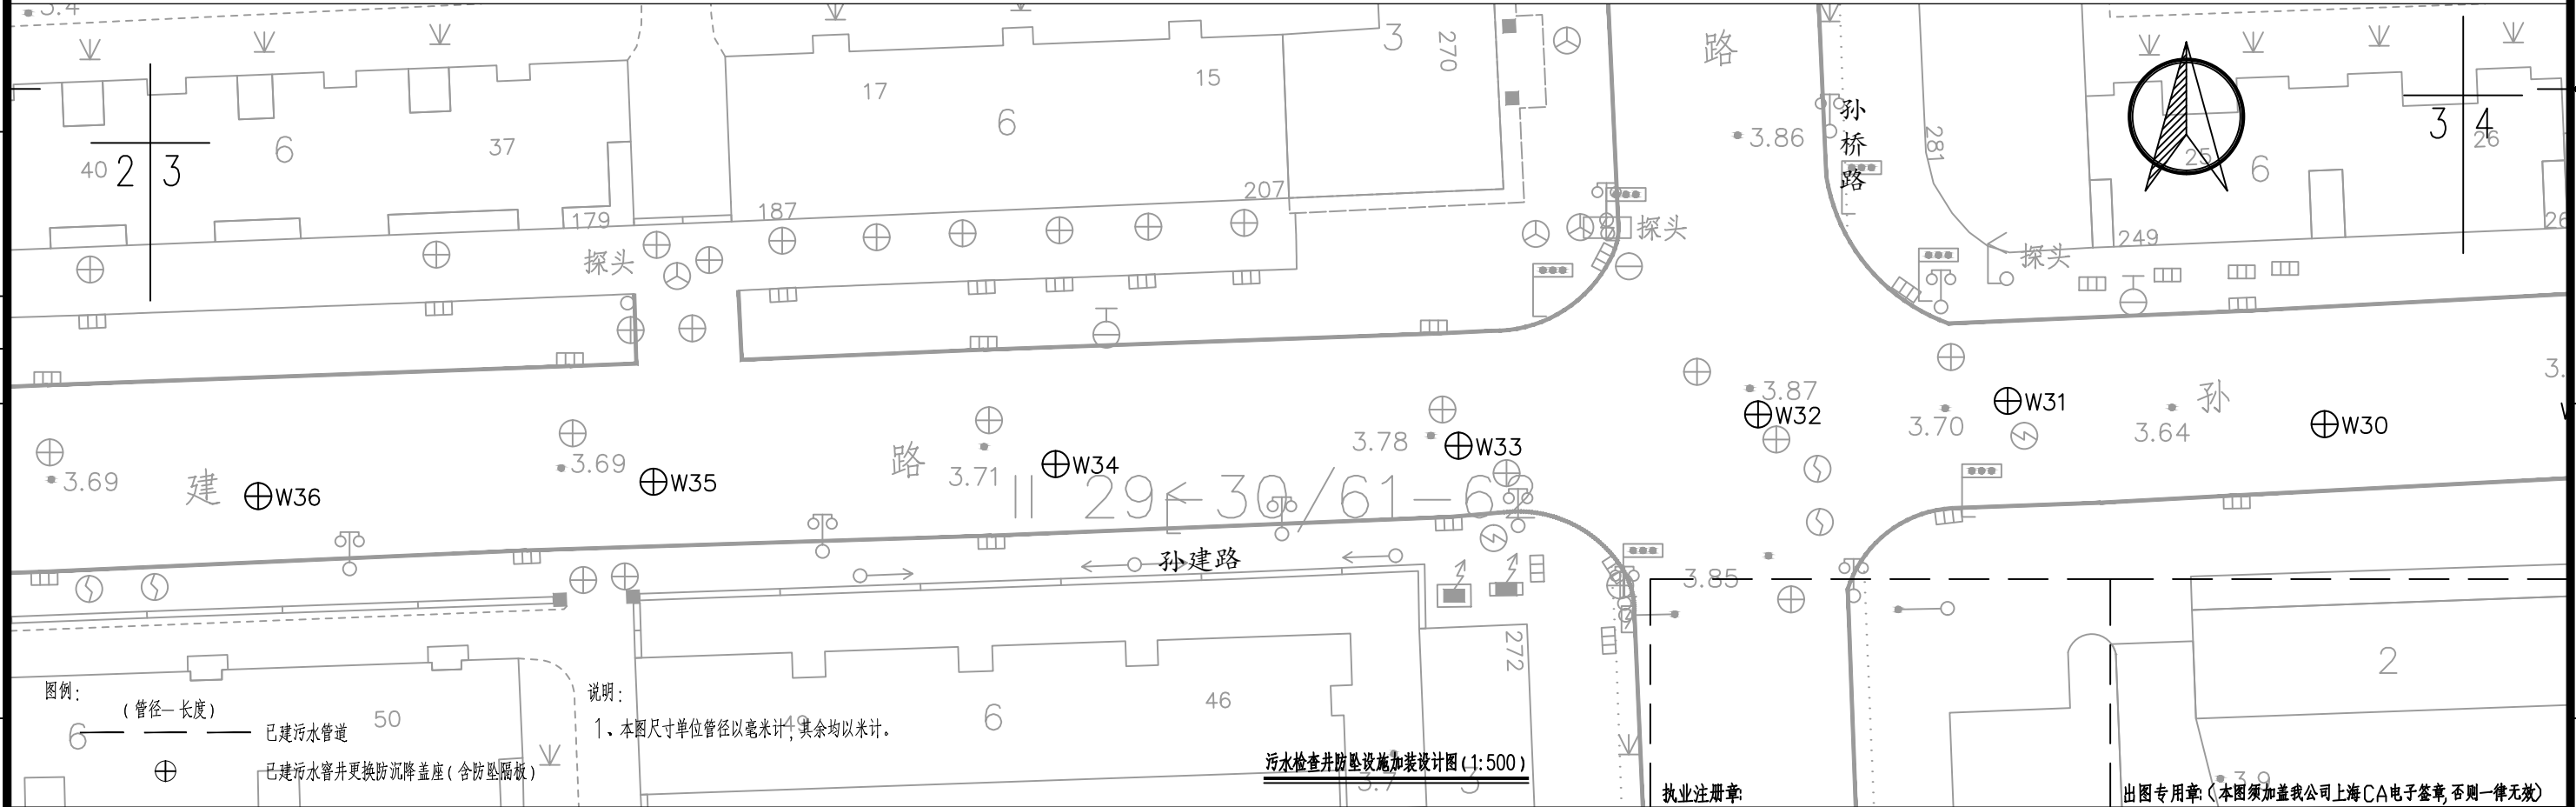 3.4
3
270
路
17
15
6
6
37
40
2 3
179
187
207
3.86
孙桥路
281
3 4
26
25
6
26
249
探头
探头
探头
3.87
W32
W31
3.70
孙
3.64
W30
3.
3.78
W33
3.69
3.69
路
3.71
W34
W35
建
W36
|| 29←30/61-62
孙建路
3.85
272
2
图例：
(管径—长度)
已建污水管道
已建污水窨井更换防沉降盖座(含防坠隔板)
6
50
说明：
1、本图尺寸单位管径以毫米计，其余均以米计。
49
6
46
污水检查井防坠设施加装设计图(1:500)
3.7
3
执业注册章:
3.9
出图专用章:(本图须加盖我公司上海CA电子签章,否则一律无效)